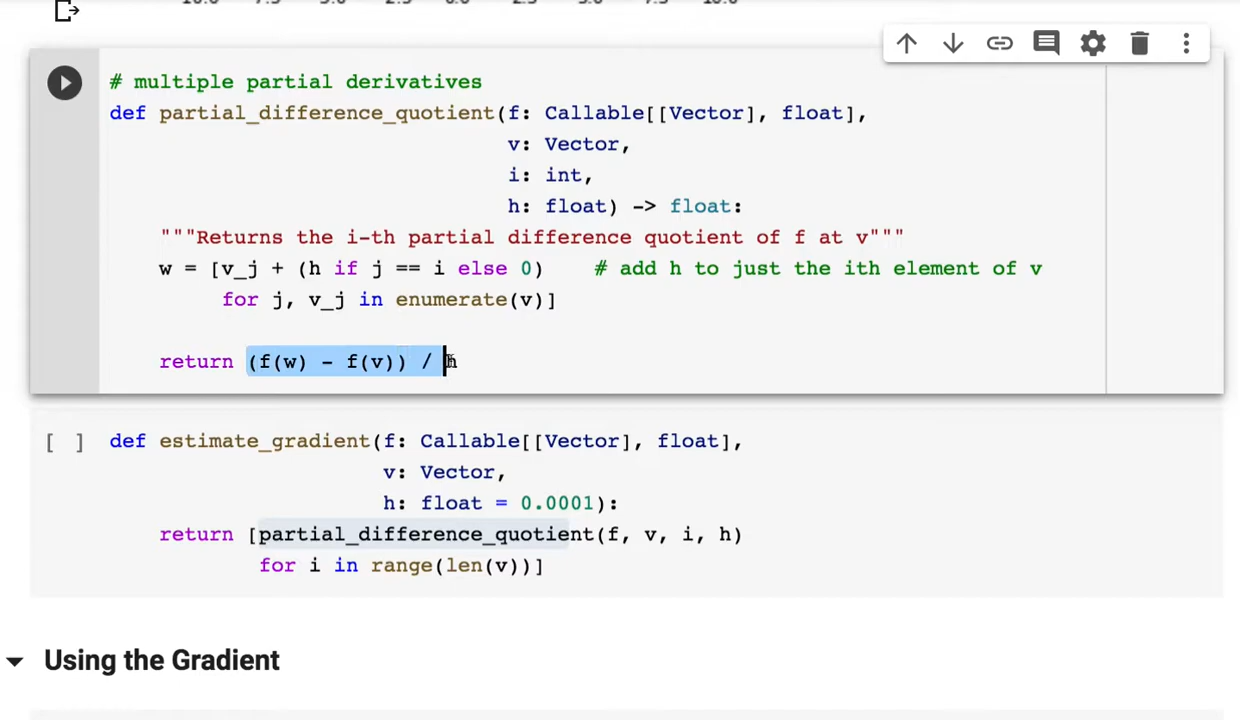 # multiple partial derivatives
def partial_difference_quotient(f: Callable[[Vector], float],
v: Vector,
i: int,
h: float) -> float:
"""Returns the i-th partial difference quotient of f at v"""
w = [v_j + (h if j == i else 0)    # add h to just the ith element of v
for j, v_j in enumerate(v)]
return (f(w) - f(v)) / h
[ ] def estimate_gradient(f: Callable[[Vector], float],
v: Vector,
h: float = 0.0001):
return [partial_difference_quotient(f, v, i, h)
for i in range(len(v))]
Using the Gradient